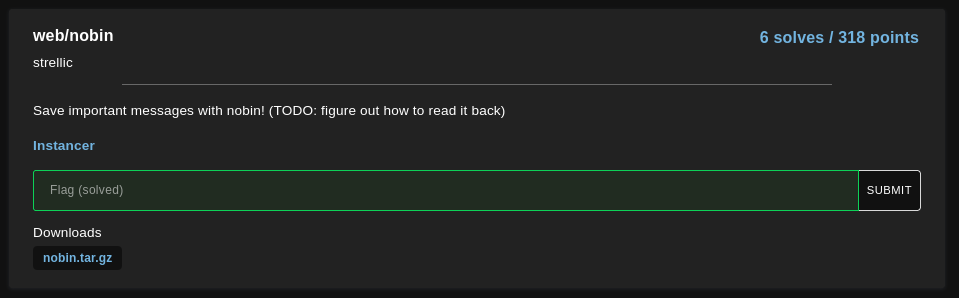 web/nobin
6 solves / 318 points
strellic
Save important messages with nobin! (TODO: figure out how to read it back)
Instancer
Flag (solved)
SUBMIT
Downloads
nobin.tar.gz